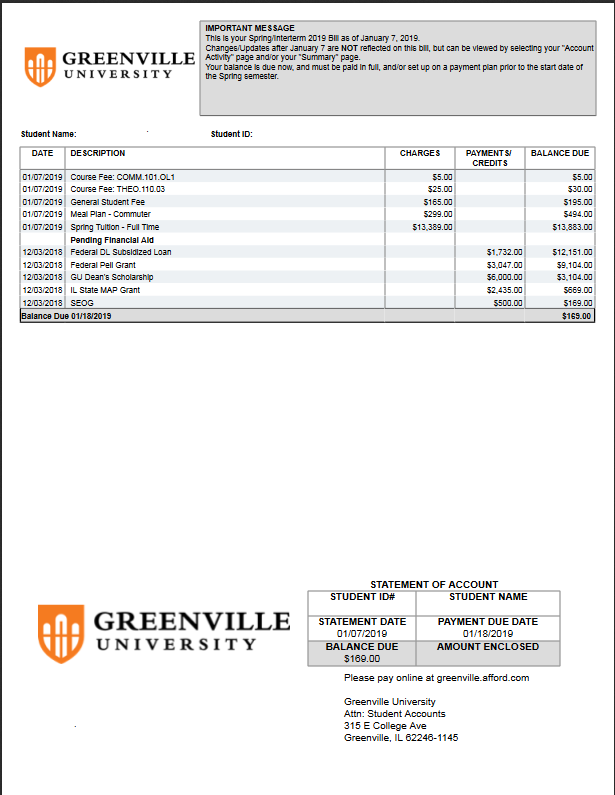 GREENVILLE
UNIVERSITY
IMPORTANT MESSAGE
This is your Spring/Interterm 2019 Bill as of January 7, 2019.
Changes/Updates after January 7 are NOT reflected on this bill, but can be viewed by selecting your "Account
Activity" page and/or your "Summary" page.
Your balance is due now, and must be paid in full, and/or set up on a payment plan prior to the start date of
the Spring semester.
Student Name: Student ID:
DATE DESCRIPTION CHARGES PAYMENTS/ BALANCE DUE
CREDITS
01/07/2019 Course Fee: COMM.101.OL1 $5.00 $5.00
01/07/2019 Course Fee: THEO.110.03 $25.00 $30.00
01/07/2019 General Student Fee $165.00 $195.00
01/07/2019 Meal Plan - Commuter $299.00 $494.00
01/07/2019 Spring Tuition - Full Time $13,389.00 $13,883.00
Pending Financial Aid
12/03/2018 Federal DL Subsidized Loan $1,732.00 $12,151.00
12/03/2018 Federal Pell Grant $3,047.00 $9,104.00
12/03/2018 GU Dean's Scholarship $6,000.00 $3,104.00
12/03/2018 IL State MAP Grant $2,435.00 $669.00
12/03/2018 SEOG $500.00 $169.00
Balance Due 01/18/2019 $169.00
GREENVILLE
UNIVERSITY
STATEMENT OF ACCOUNT
STUDENT ID# STUDENT NAME
STATEMENT DATE PAYMENT DUE DATE
01/07/2019 01/18/2019
BALANCE DUE AMOUNT ENCLOSED
$169.00
Please pay online at greenville.afford.com
Greenville University
Attn: Student Accounts
315 E College Ave
Greenville, IL 62246-1145